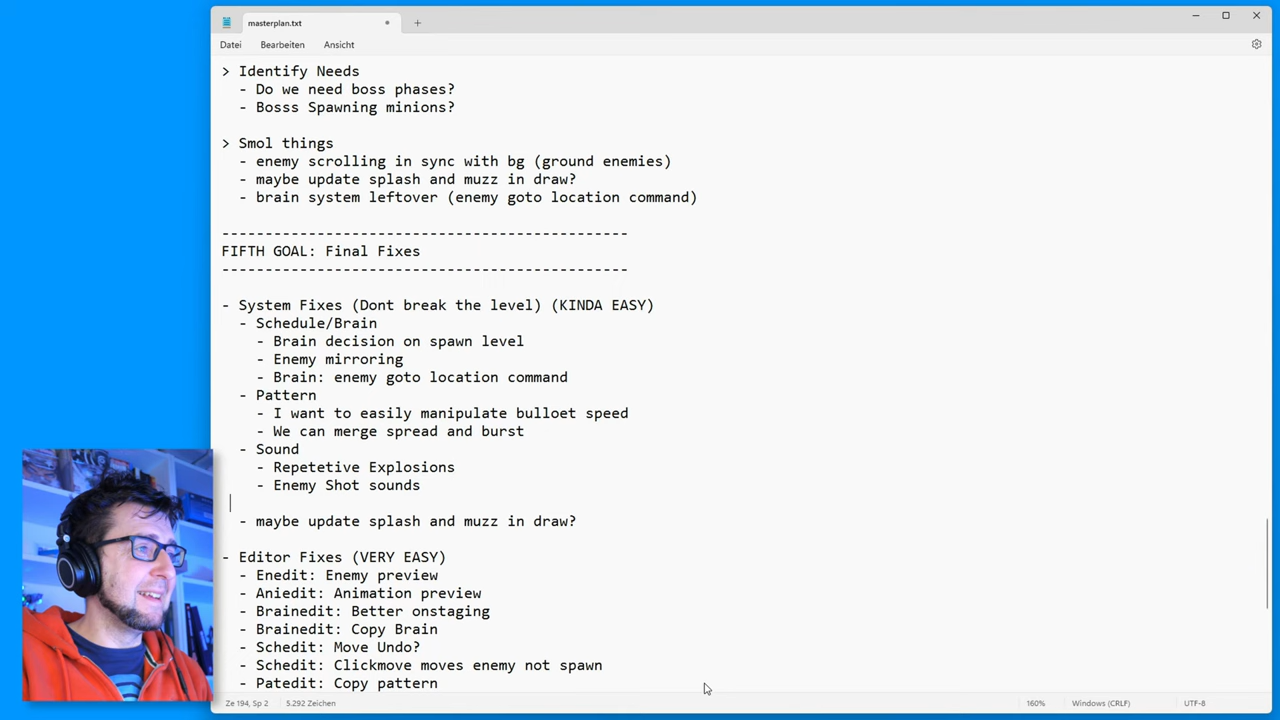 masterplan.txt
Datei Bearbeiten Ansicht
> Identify Needs
- Do we need boss phases?
- Bosss Spawning minions?
> Smol things
- enemy scrolling in sync with bg (ground enemies)
- maybe update splash and muzz in draw?
- brain system leftover (enemy goto location command)
-----------------------------------------------
FIFTH GOAL: Final Fixes
-----------------------------------------------
- System Fixes (Dont break the level) (KINDA EASY)
- Schedule/Brain
- Brain decision on spawn level
- Enemy mirroring
- Brain: enemy goto location command
- Pattern
- I want to easily manipulate bulloet speed
- We can merge spread and burst
- Sound
- Repetetive Explosions
- Enemy Shot sounds
- maybe update splash and muzz in draw?
- Editor Fixes (VERY EASY)
- Enedit: Enemy preview
- Aniedit: Animation preview
- Brainedit: Better onstaging
- Brainedit: Copy Brain
- Schedit: Move Undo?
- Schedit: Clickmove moves enemy not spawn
- Patedit: Copy pattern
Ze 194, Sp 2 5.292 Zeichen 160% Windows (CRLF) UTF-8